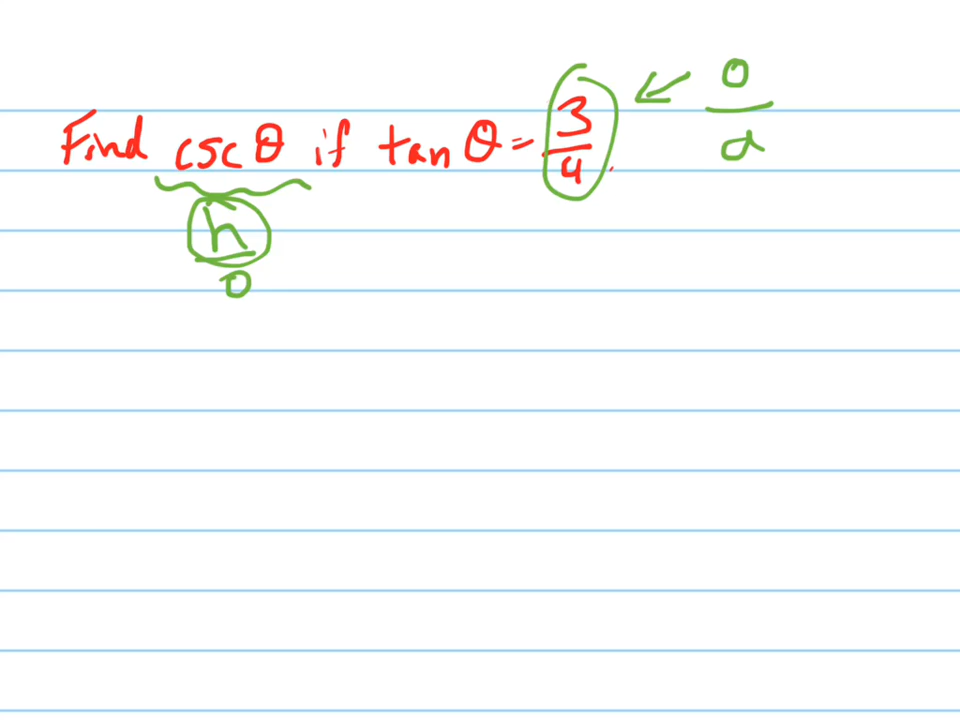 Find csc θ if tan θ = 3/4.
o/a
h/o